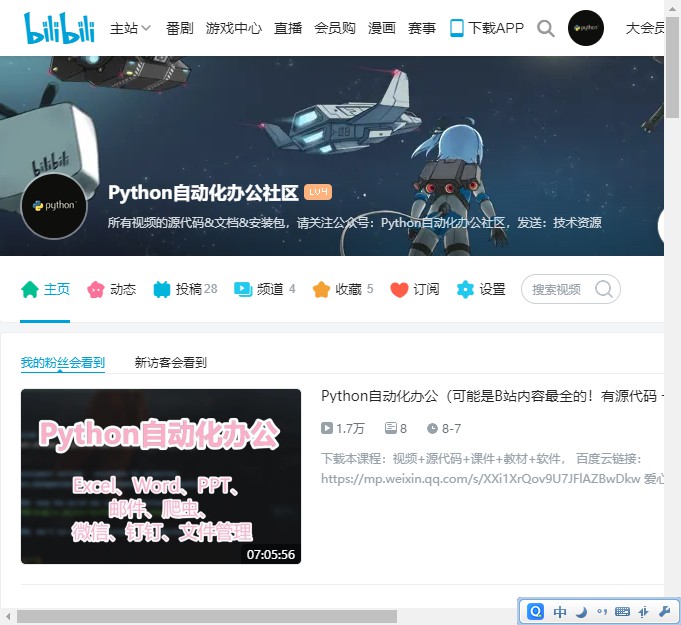 bilibili 主站 番剧 游戏中心 直播 会员购 漫画 赛事 下载APP python 大会员
bilibili
-08
python
Python自动化办公社区 LV4
所有视频的源代码&文档&安装包，请关注公众号：Python自动化办公社区，发送：技术资源
主页 动态 投稿 28 频道 4 收藏 5 订阅 设置 搜索视频
我的粉丝会看到 新访客会看到
Python自动化办公（可能是B站内容最全的！有源代码
1.7万 8 8-7
下载本课程：视频+源代码+课件+教材+软件， 百度云链接：
https://mp.weixin.qq.com/s/XXi1XrQov9U7JFlAZBwDkw 爱心
Python自动化办公
Excel、Word、PPT、
邮件、爬虫、
微信、钉钉、文件管理
07:05:56
中